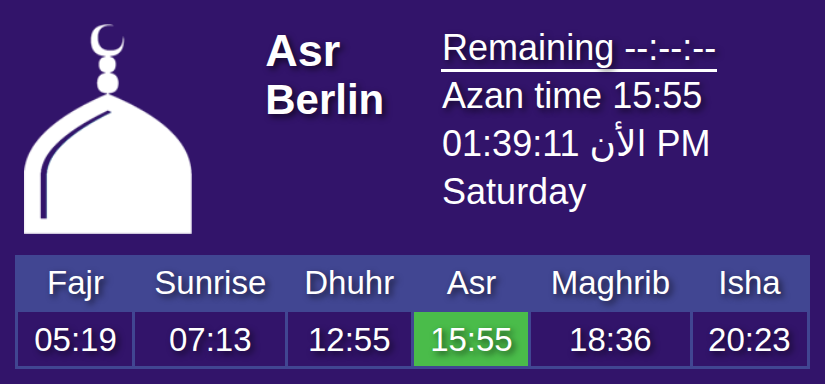 Asr
Berlin
Remaining --:--:--
Azan time 15:55
01:39:11 الأن PM
Saturday
Fajr Sunrise Dhuhr Asr Maghrib Isha
05:19 07:13 12:55 15:55 18:36 20:23